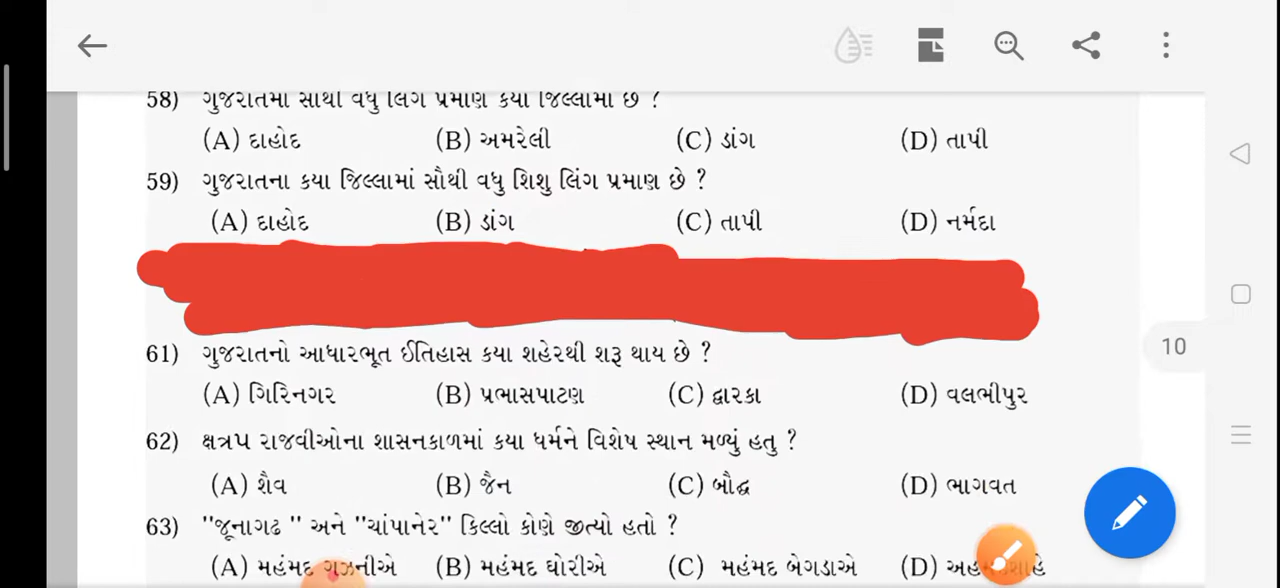 58) ગુજરાતમાં સૌથી વધુ લિંગ પ્રમાણ કયા જિલ્લામાં છે ?
(A) દાહોદ (B) અમરેલી (C) ડાંગ (D) તાપી
59) ગુજરાતના કયા જિલ્લામાં સૌથી વધુ શિશુ લિંગ પ્રમાણ છે ?
(A) દાહોદ (B) ડાંગ (C) તાપી (D) નર્મદા
61) ગુજરાતનો આધારભૂત ઈતિહાસ કયા શહેરથી શરૂ થાય છે ?
10
(A) ગિરિનગર (B) પ્રભાસપાટણ (C) દ્વારકા (D) વલભીપુર
62) ક્ષત્રપ રાજવીઓના શાસનકાળમાં કયા ધર્મને વિશેષ સ્થાન મળ્યું હતુ ?
(A) શૈવ (B) જૈન (C) બૌદ્ધ (D) ભાગવત
63) "જૂનાગઢ " અને "ચાંપાનેર" કિલ્લો કોણે જીત્યો હતો ?
(A) મહંમદ ગઝનીએ (B) મહંમદ ઘોરીએ (C) મહંમદ બેગડાએ (D)